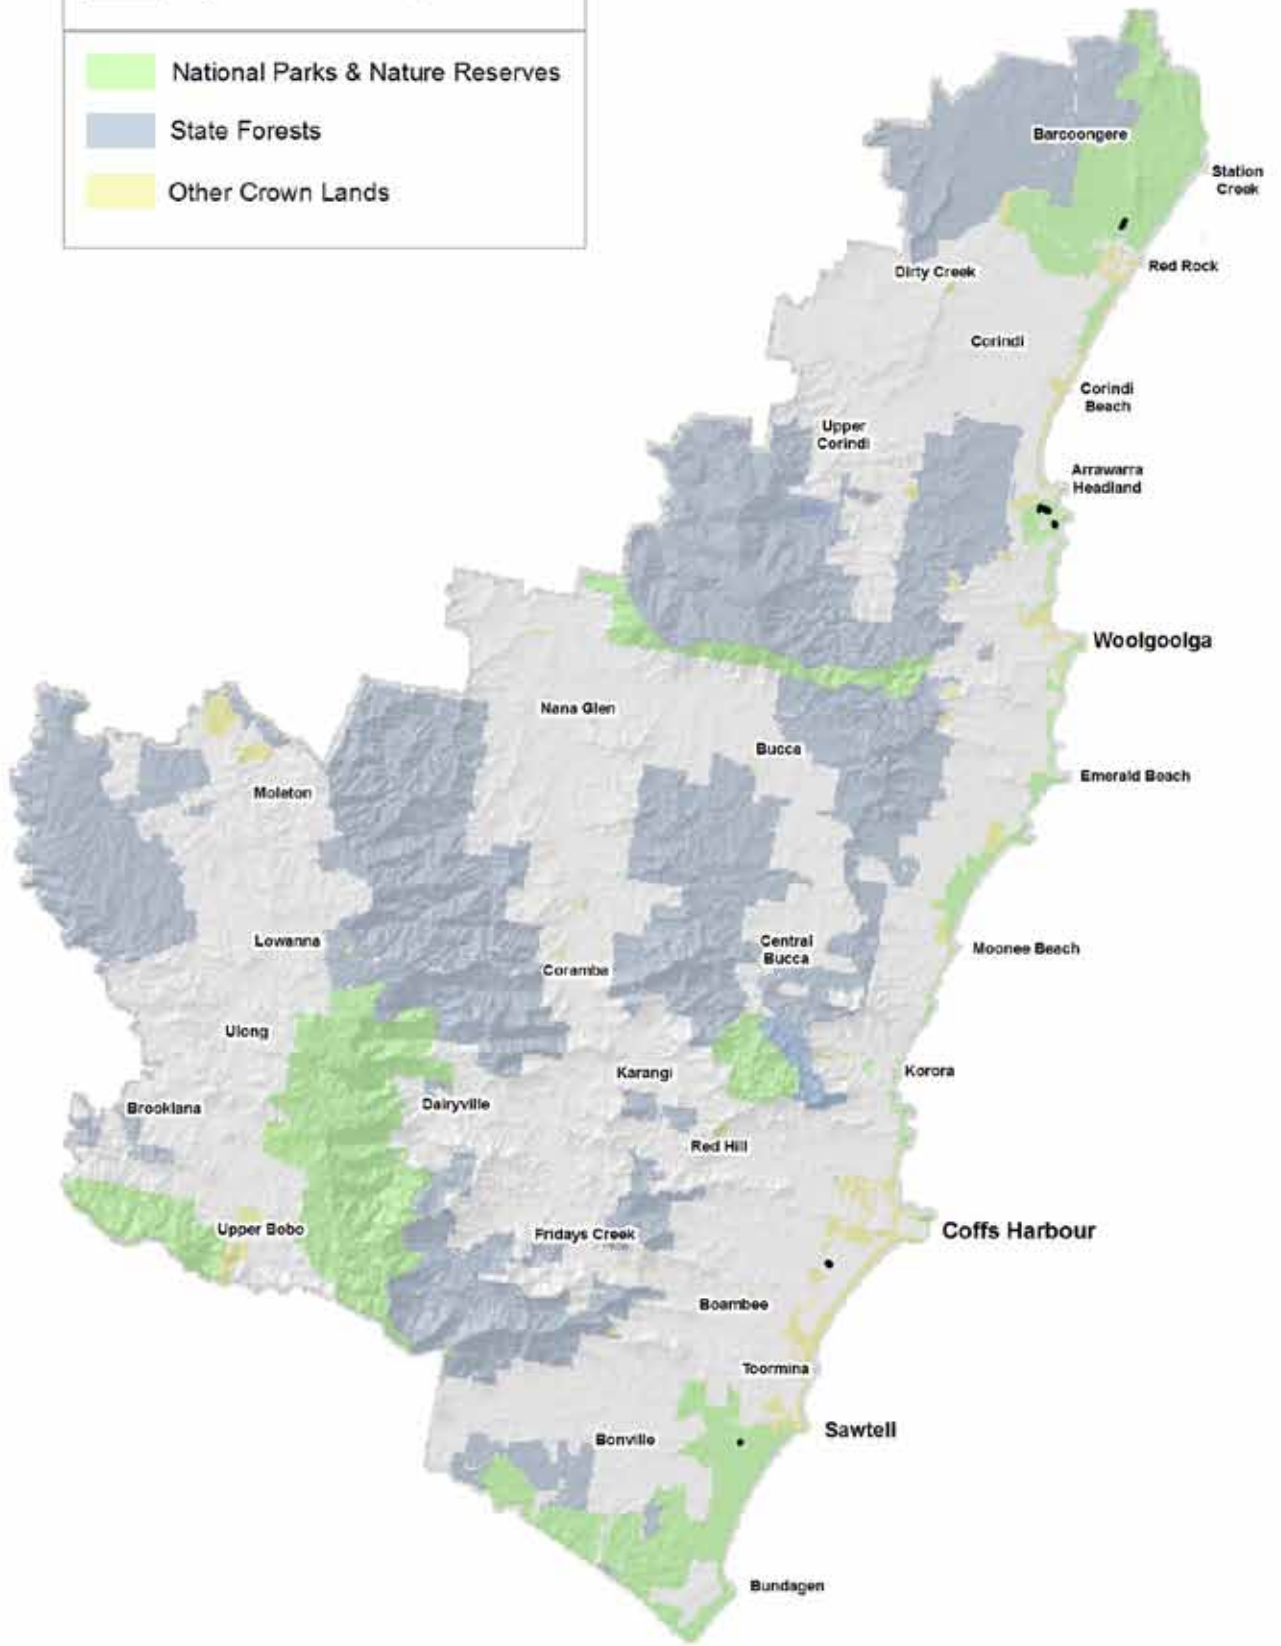 National Parks & Nature Reserves
State Forests
Other Crown Lands
Barcoongere
Station
Creek
Red Rock
Dirty Creek
Corindi
Corindi
Beach
Upper
Corindi
Arrawarra
Headland
Woolgoolga
Nana Glen
Bucca
Emerald Beach
Moleton
Lowanna
Central
Bucca
Moonee Beach
Coramba
Ulong
Karangi
Korora
Brooklana
Dairyville
Red Hill
Upper Bobo
Fridays Creek
Coffs Harbour
Boambee
Toormina
Sawtell
Bonville
Bundagen